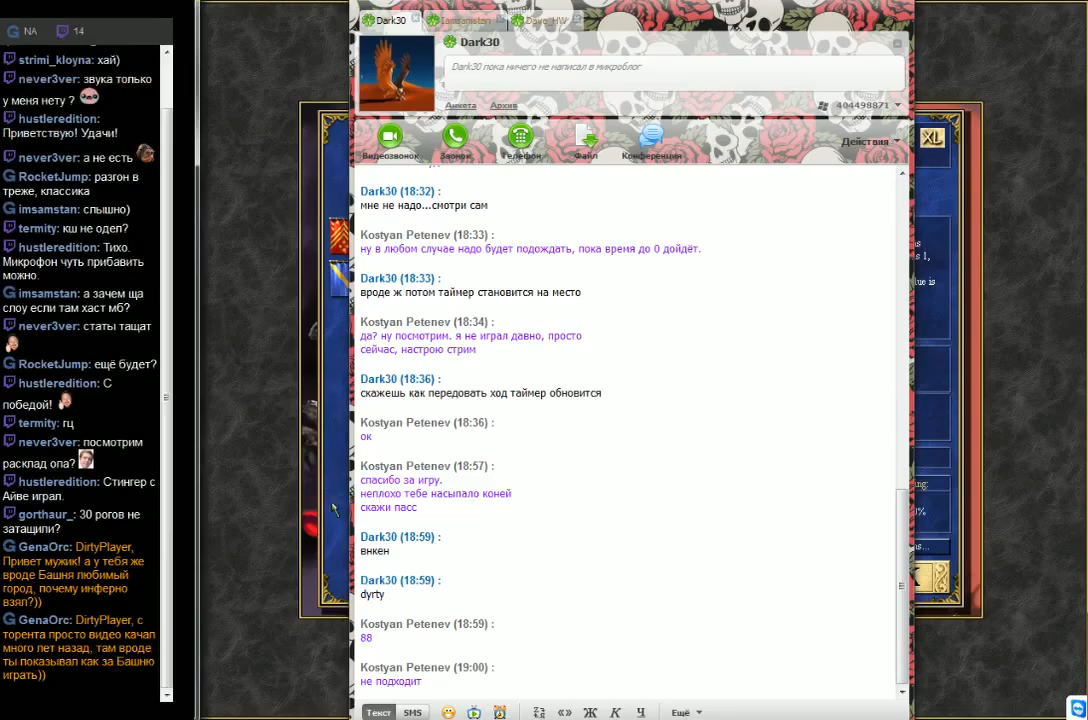 NA 14
strimi_kloyna: хай)
never3ver: звука только
у меня нету ?
hustleredition:
Приветствую! Удачи!
never3ver: а не есть
RocketJump: разгон в
треже, классика
imsamstan: слышно)
termity: кш не одеп?
hustleredition: Тихо.
Микрофон чуть прибавить
можно.
imsamstan: а зачем ща
слоу если там хаст мб?
never3ver: статы тащат
RocketJump: ещё будет?
hustleredition: С
победой!
termity: гц
never3ver: посмотрим
расклад опа?
hustleredition: Стингер с
Айве играл.
gorthaur_: 30 рогов не
затащили?
GenaOrc: DirtyPlayer,
Привет мужик! а у тебя же
вроде Башня любимый
город, почему инферно
взял?))
GenaOrc: DirtyPlayer, с
торента просто видео качал
много лет назад, там вроде
ты показывал как за Башню
играть))
Dark30 Iamsamstan Dave_HW
Dark30
Dark30 пока ничего не написал в микроблог
Анкета Архив 404498871
Видеозвонок Звонок Телефон Файл Конференция Действия
Dark30 (18:32) :
мне не надо...смотри сам
Kostyan Petenev (18:33) :
ну в любом случае надо будет подождать, пока время до 0 дойдёт.
Dark30 (18:33) :
вроде ж потом таймер становится на место
Kostyan Petenev (18:34) :
да? ну посмотрим. я не играл давно, просто
сейчас, настрою стрим
Dark30 (18:36) :
скажешь как передовать ход таймер обновится
Kostyan Petenev (18:36) :
ок
Kostyan Petenev (18:57) :
спасибо за игру.
неплохо тебе насыпало коней
скажи пасс
Dark30 (18:59) :
внкен
Dark30 (18:59) :
dyrty
Kostyan Petenev (18:59) :
88
Kostyan Petenev (19:00) :
не подходит
Текст SMS Ж К Ч Ещё
XL